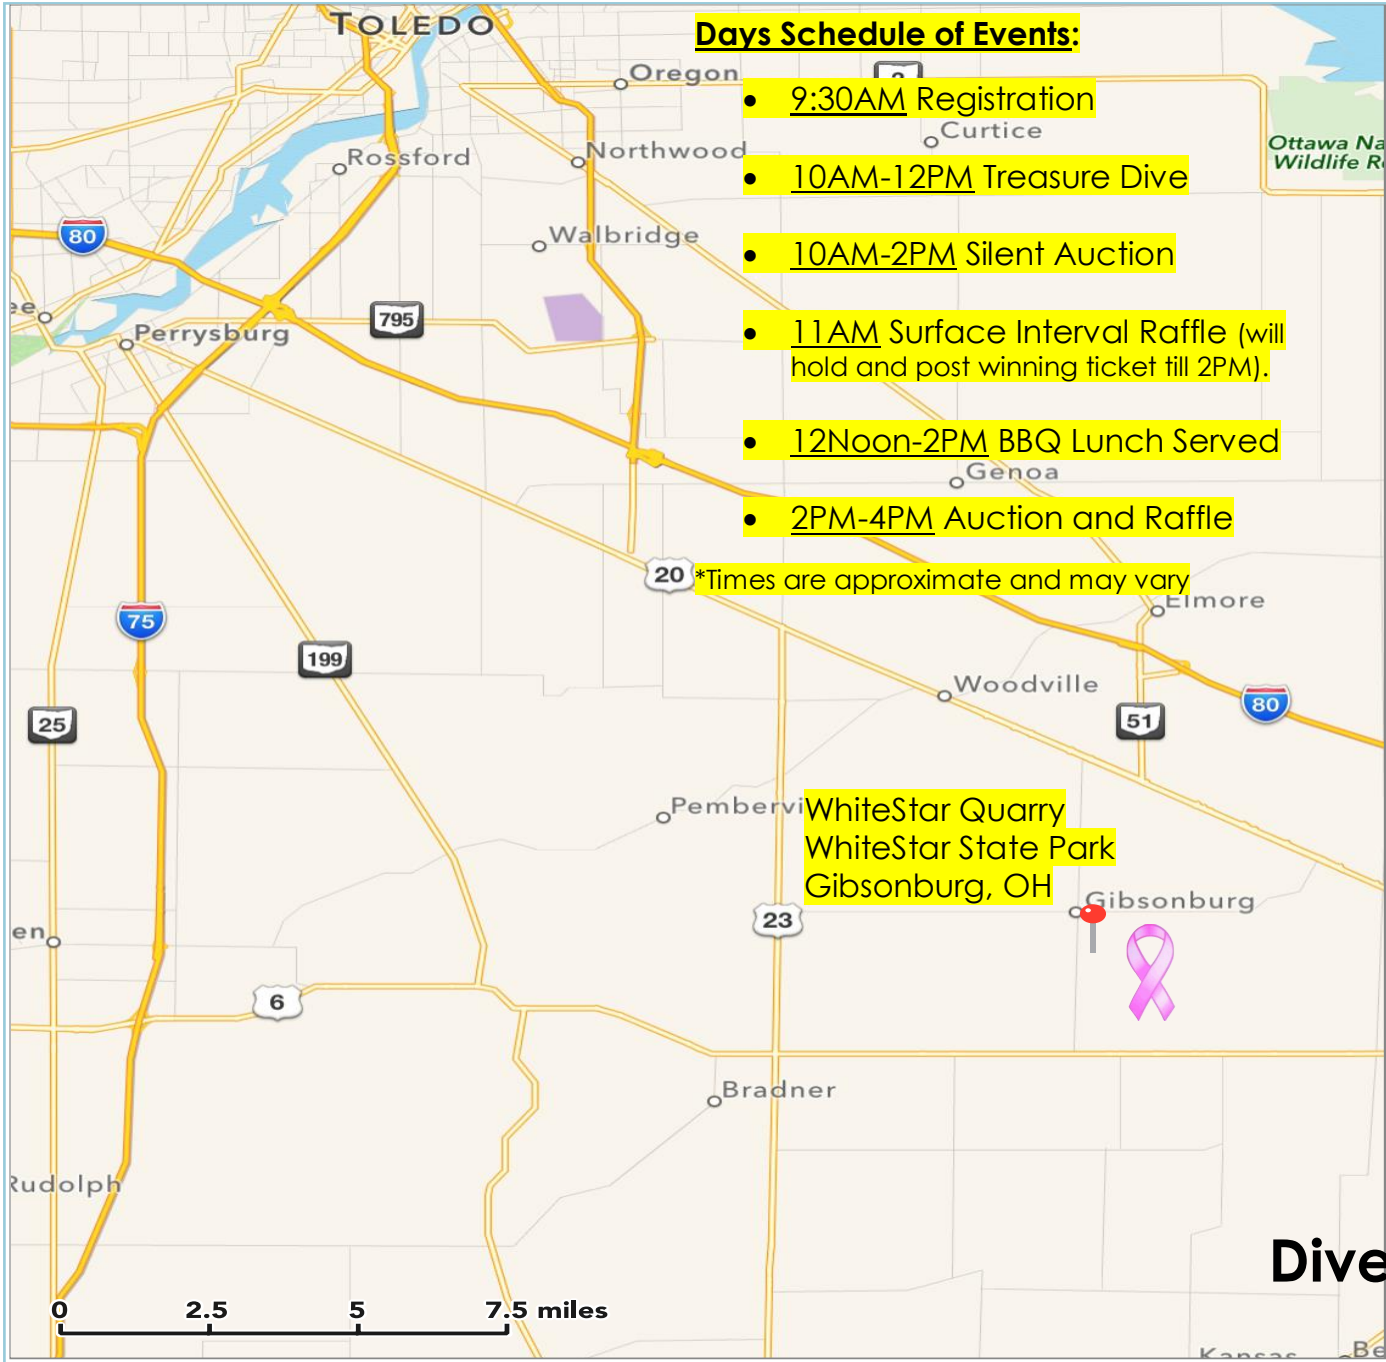 TOLEDO
Days Schedule of Events:
Oregon
• 9:30AM Registration
Curtice
Rossford
Northwood
Ottawa Na
Wildlife R
• 10AM-12PM Treasure Dive
80
Walbridge
• 10AM-2PM Silent Auction
ee
Perrysburg
795
• 11AM Surface Interval Raffle (will
hold and post winning ticket till 2PM).
• 12Noon-2PM BBQ Lunch Served
Genoa
• 2PM-4PM Auction and Raffle
20
*Times are approximate and may vary
Elmore
75
199
Woodville
80
25
51
Pembervi
WhiteStar Quarry
WhiteStar State Park
Gibsonburg, OH
Gibsonburg
23
en
6
Bradner
Rudolph
Dive
0 2.5 5 7.5 miles
Kansas
Be